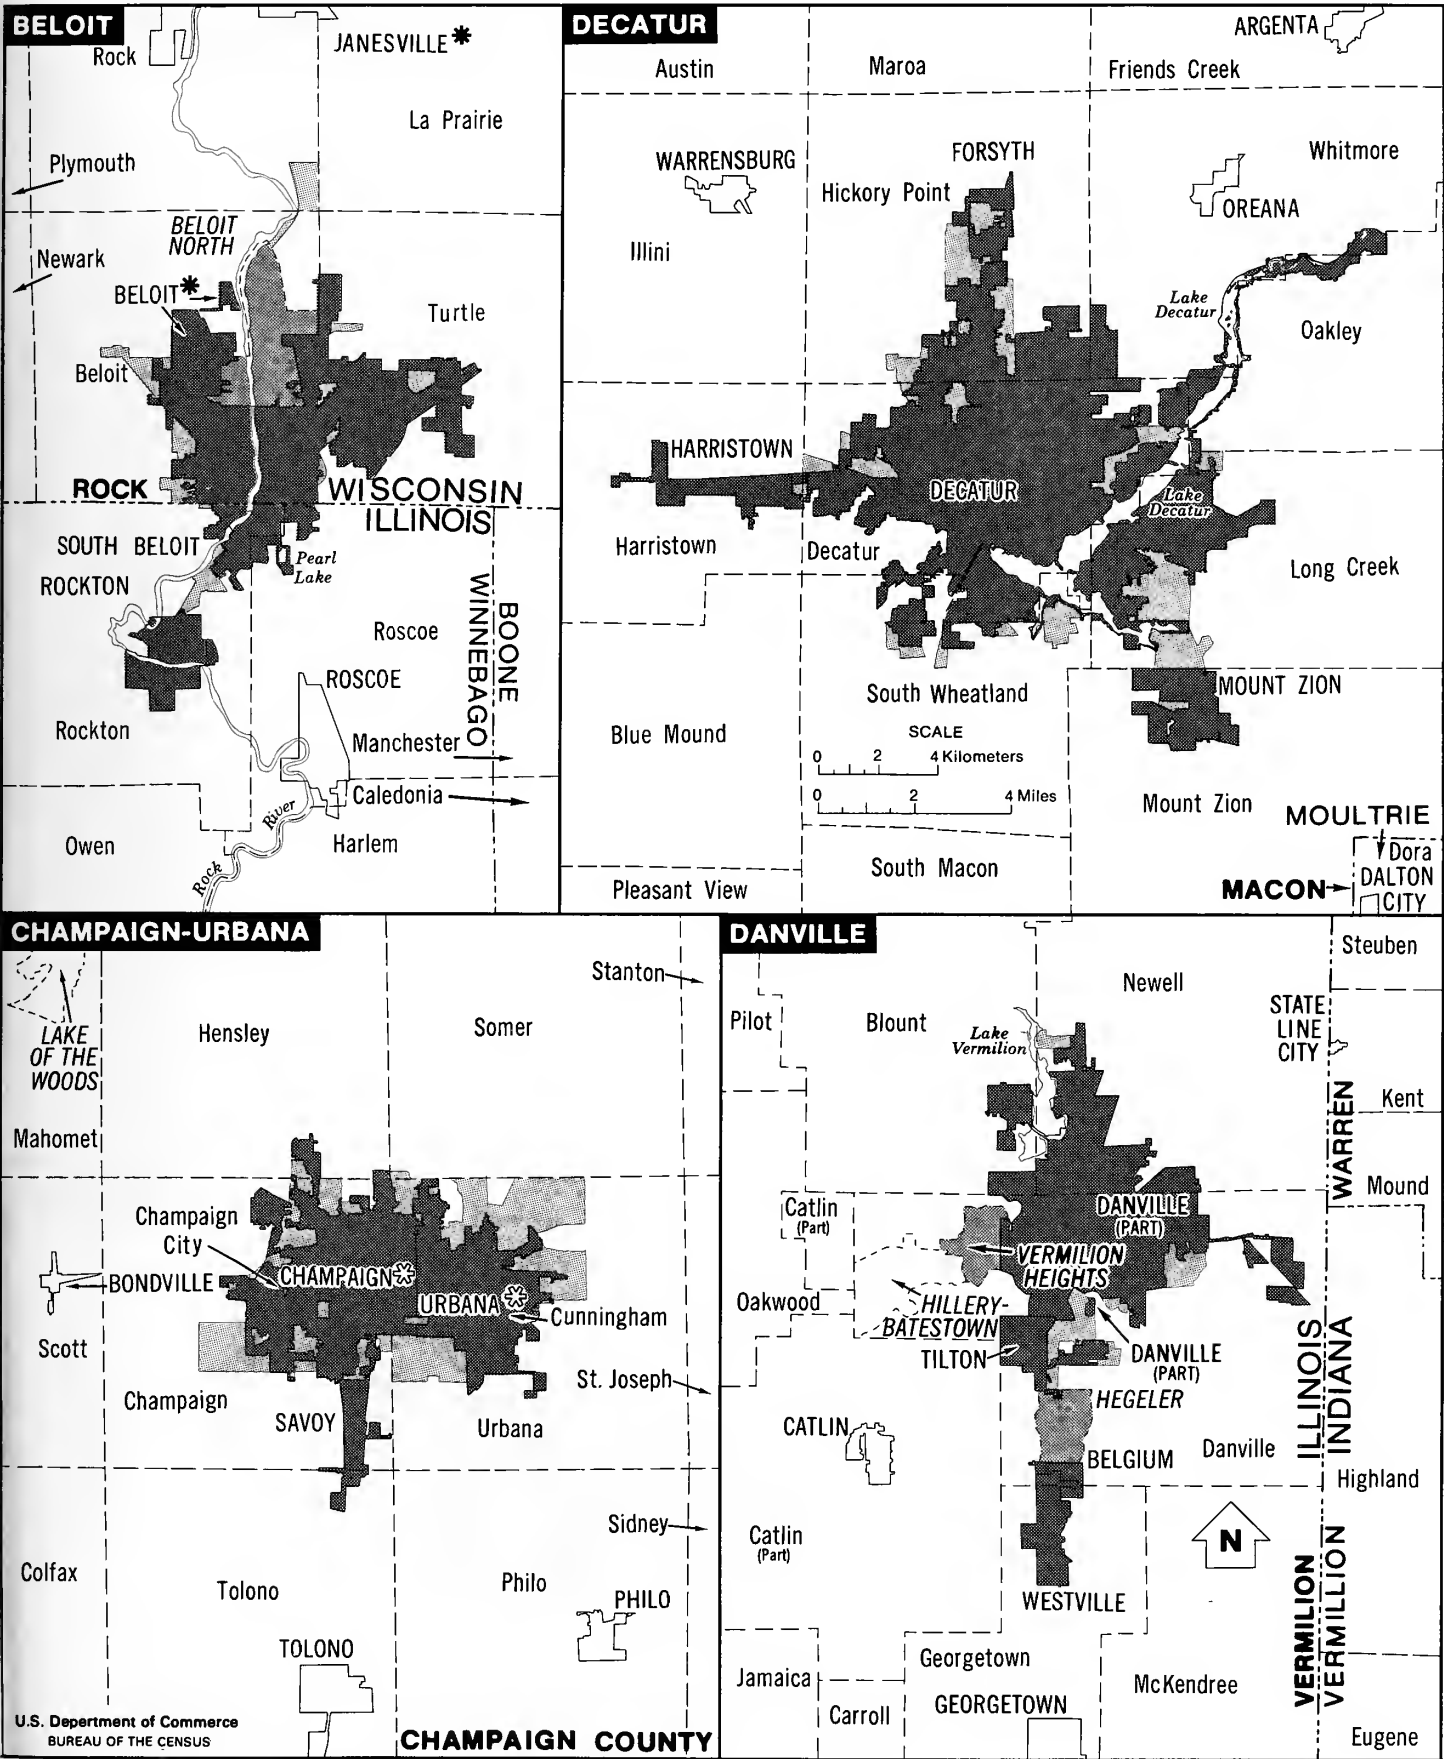 BELOIT
Rock
JANESVILLE*
La Prairie
Plymouth
BELOIT
NORTH
Newark
BELOIT*
Turtle
Beloit
ROCK
WISCONSIN
ILLINOIS
SOUTH BELOIT
Pearl
Lake
ROCKTON
Roscoe
WINNEBAGO
BOONE
ROSCOE
Rockton
Manchester
Caledonia
River
Rock
Owen
Harlem
DECATUR
ARGENTA
Austin
Maroa
Friends Creek
WARRENSBURG
FORSYTH
Whitmore
Hickory Point
OREANA
Illini
Lake
Decatur
Oakley
HARRISTOWN
DECATUR
Lake
Decatur
Harristown
Decatur
Long Creek
South Wheatland
MOUNT ZION
Blue Mound
SCALE
0 2 4 Kilometers
0 2 4 Miles
Mount Zion
MOULTRIE
South Macon
Dora
Pleasant View
MACON
DALTON
CITY
CHAMPAIGN-URBANA
Stanton
Hensley
Somer
LAKE
OF THE
WOODS
Mahomet
Champaign
City
BONDVILLE
CHAMPAIGN*
URBANA*
Cunningham
Scott
St. Joseph
Champaign
SAVOY
Urbana
Sidney
Colfax
Tolono
Philo
PHILO
TOLONO
U.S. Department of Commerce
BUREAU OF THE CENSUS
CHAMPAIGN COUNTY
DANVILLE
Steuben
Newell
Pilot
Blount
Lake
Vermilion
STATE
LINE
CITY
Kent
WARREN
Mound
Catlin
(Part)
DANVILLE
(PART)
VERMILION
HEIGHTS
Oakwood
HILLERY-
BATESTOWN
TILTON
DANVILLE
(PART)
HEGELER
ILLINOIS
INDIANA
CATLIN
BELGIUM
Danville
Highland
Catlin
(Part)
N
WESTVILLE
VERMILION
VERMILLION
Georgetown
Jamaica
McKendree
Carroll
GEORGETOWN
Eugene